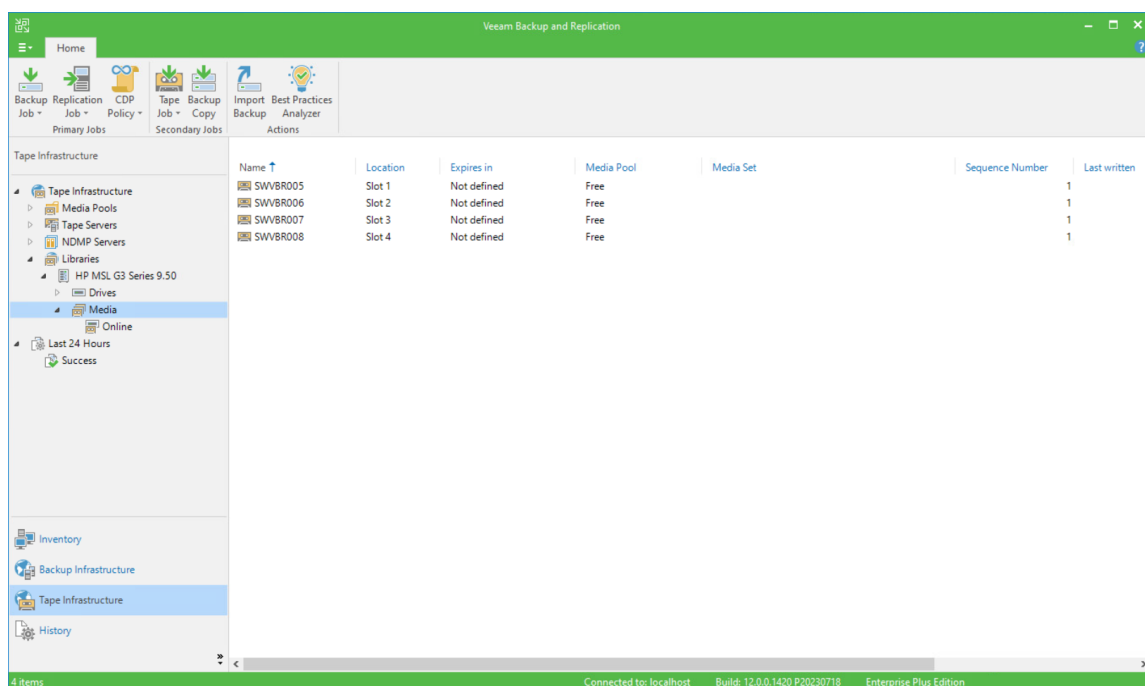 Veeam Backup and Replication
Home
Backup Job
Replication Job
CDP Policy
Tape Job
Backup Copy
Import Backup
Best Practices Analyzer
Primary Jobs
Secondary Jobs
Actions
Tape Infrastructure
Tape Infrastructure
Media Pools
Tape Servers
NDMP Servers
Libraries
HP MSL G3 Series 9.50
Drives
Media
Online
Last 24 Hours
Success
Inventory
Backup Infrastructure
Tape Infrastructure
History
Name Location Expires in Media Pool Media Set Sequence Number Last written
SWVBR005 Slot 1 Not defined Free 1
SWVBR006 Slot 2 Not defined Free 1
SWVBR007 Slot 3 Not defined Free 1
SWVBR008 Slot 4 Not defined Free 1
4 items Connected to: localhost Build: 12.0.0.1420 P20230718 Enterprise Plus Edition